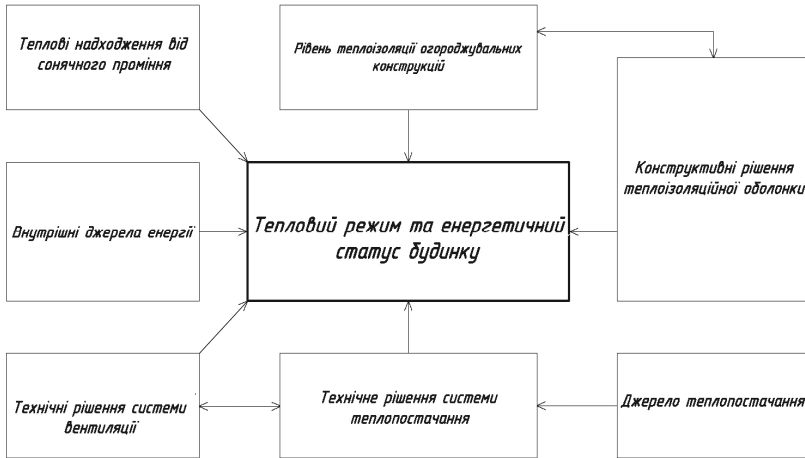 Теплові надходження від
сонячного проміння
Рівень теплоізоляції огороджувальних
конструкцій
Конструктивні рішення
теплоізоляційної оболонки
Внутрішні джерела енергії
Тепловий режим та енергетичний
статус будинку
Технічні рішення системи
вентиляції
Технічне рішення системи
теплопостачання
Джерело теплопостачання